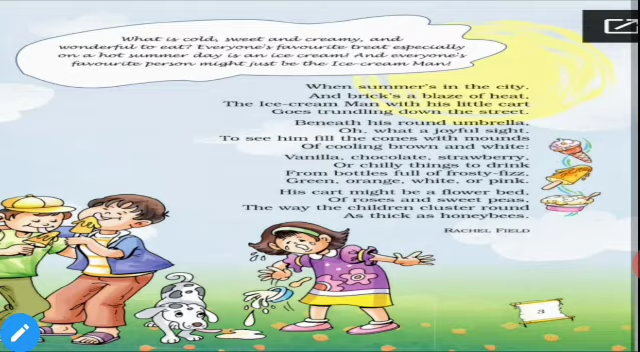 What is cold, sweet and creamy, and
wonderful to eat? Everyone's favourite treat especially
on a hot summer day is an ice cream! And everyone's
favourite person might just be the Ice-cream Man!
When summer's in the city,
And brick's a blaze of heat,
The Ice-cream Man with his little cart
Goes trundling down the street.
Beneath his round umbrella,
Oh, what a joyful sight,
To see him fill the cones with mounds
Of cooling brown and white:
Vanilla, chocolate, strawberry,
Or chilly things to drink
From bottles full of frosty-fizz,
Green, orange, white, or pink.
His cart might be a flower bed,
Of roses and sweet peas,
The way the children cluster round
As thick as honeybees.
RACHEL FIELD
3